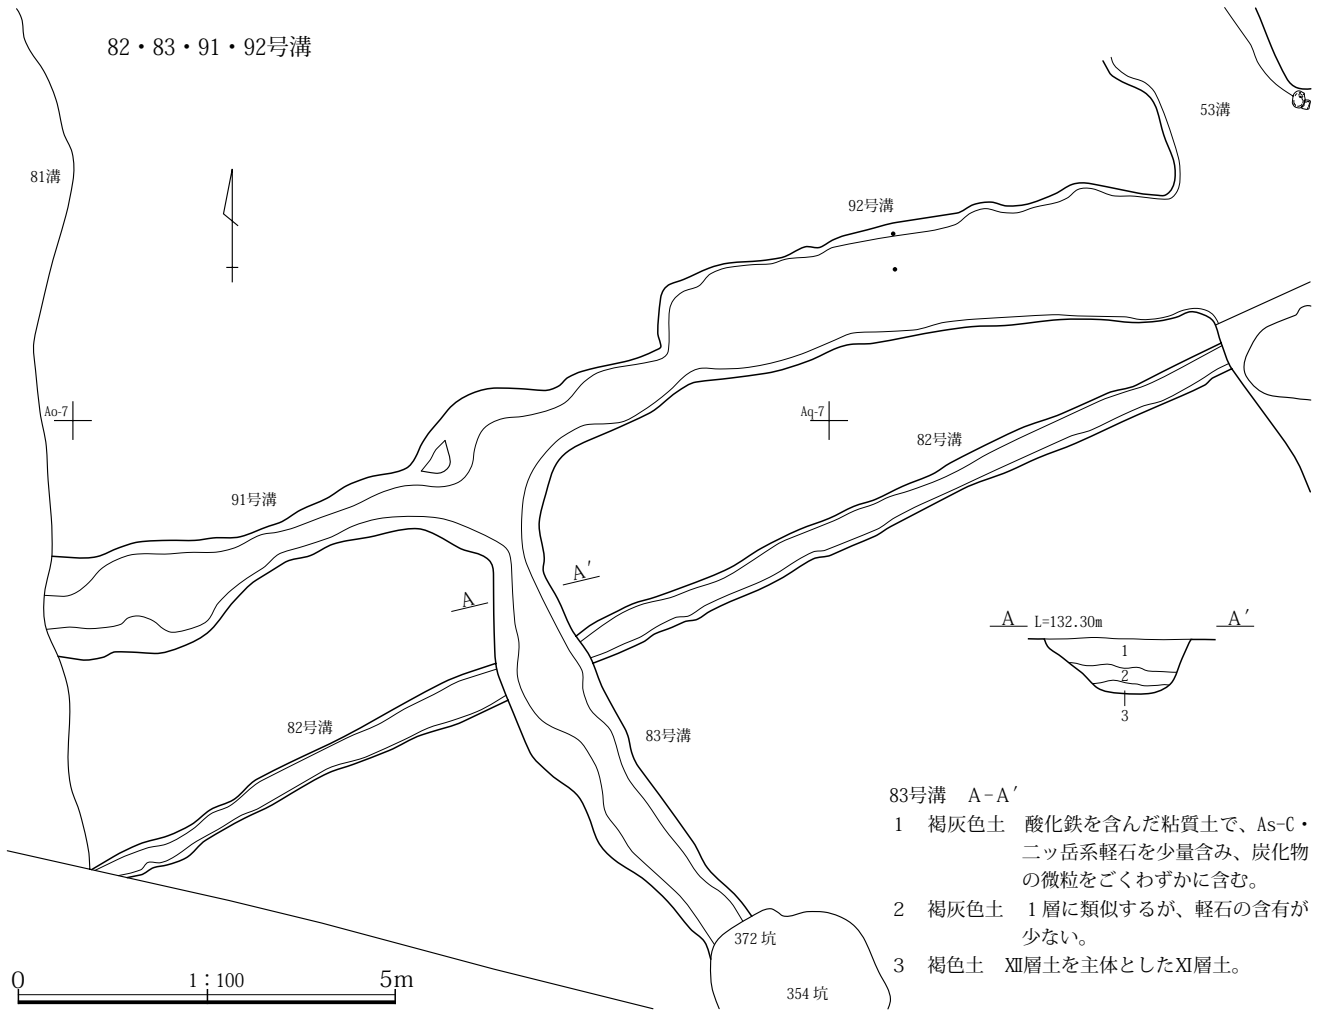 82・83・91・92号溝
53溝
81溝
92号溝
Ao-7
Aq-7
82号溝
91号溝
A
A′
A L=132.30m A′
1
2
3
82号溝
83号溝
83号溝 A-A′
1 褐灰色土 酸化鉄を含んだ粘質土で、As-C・
二ッ岳系軽石を少量含み、炭化物
の微粒をごくわずかに含む。
2 褐灰色土 1層に類似するが、軽石の含有が
少ない。
3 褐色土 Ⅻ層土を主体としたⅪ層土。
372 坑
354 坑
0 1：100 5m